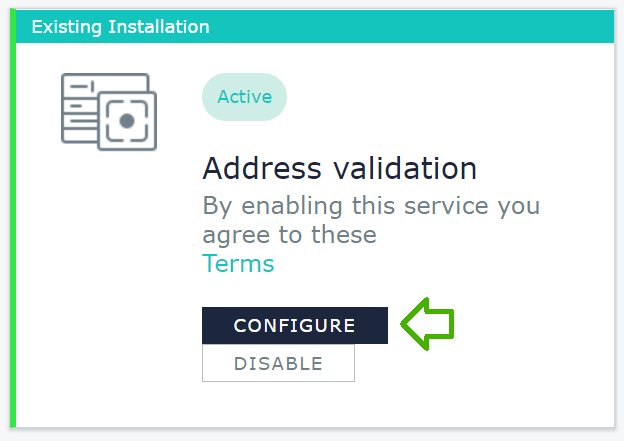 Existing Installation
Active
Address validation
By enabling this service you
agree to these
Terms
CONFIGURE
DISABLE